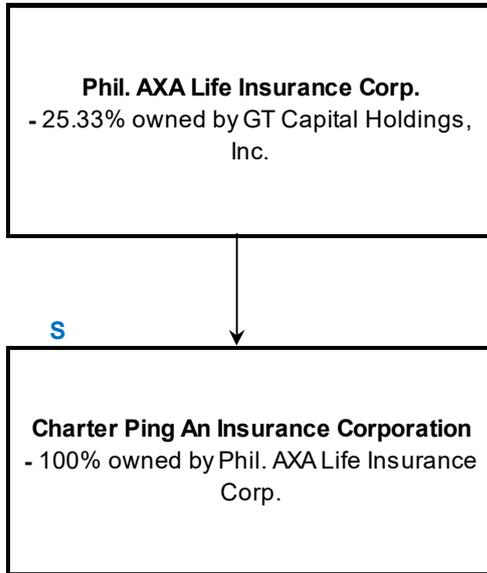 Phil. AXA Life Insurance Corp.
- 25.33% owned by GT Capital Holdings,
Inc.
S
Charter Ping An Insurance Corporation
- 100% owned by Phil. AXA Life Insurance
Corp.